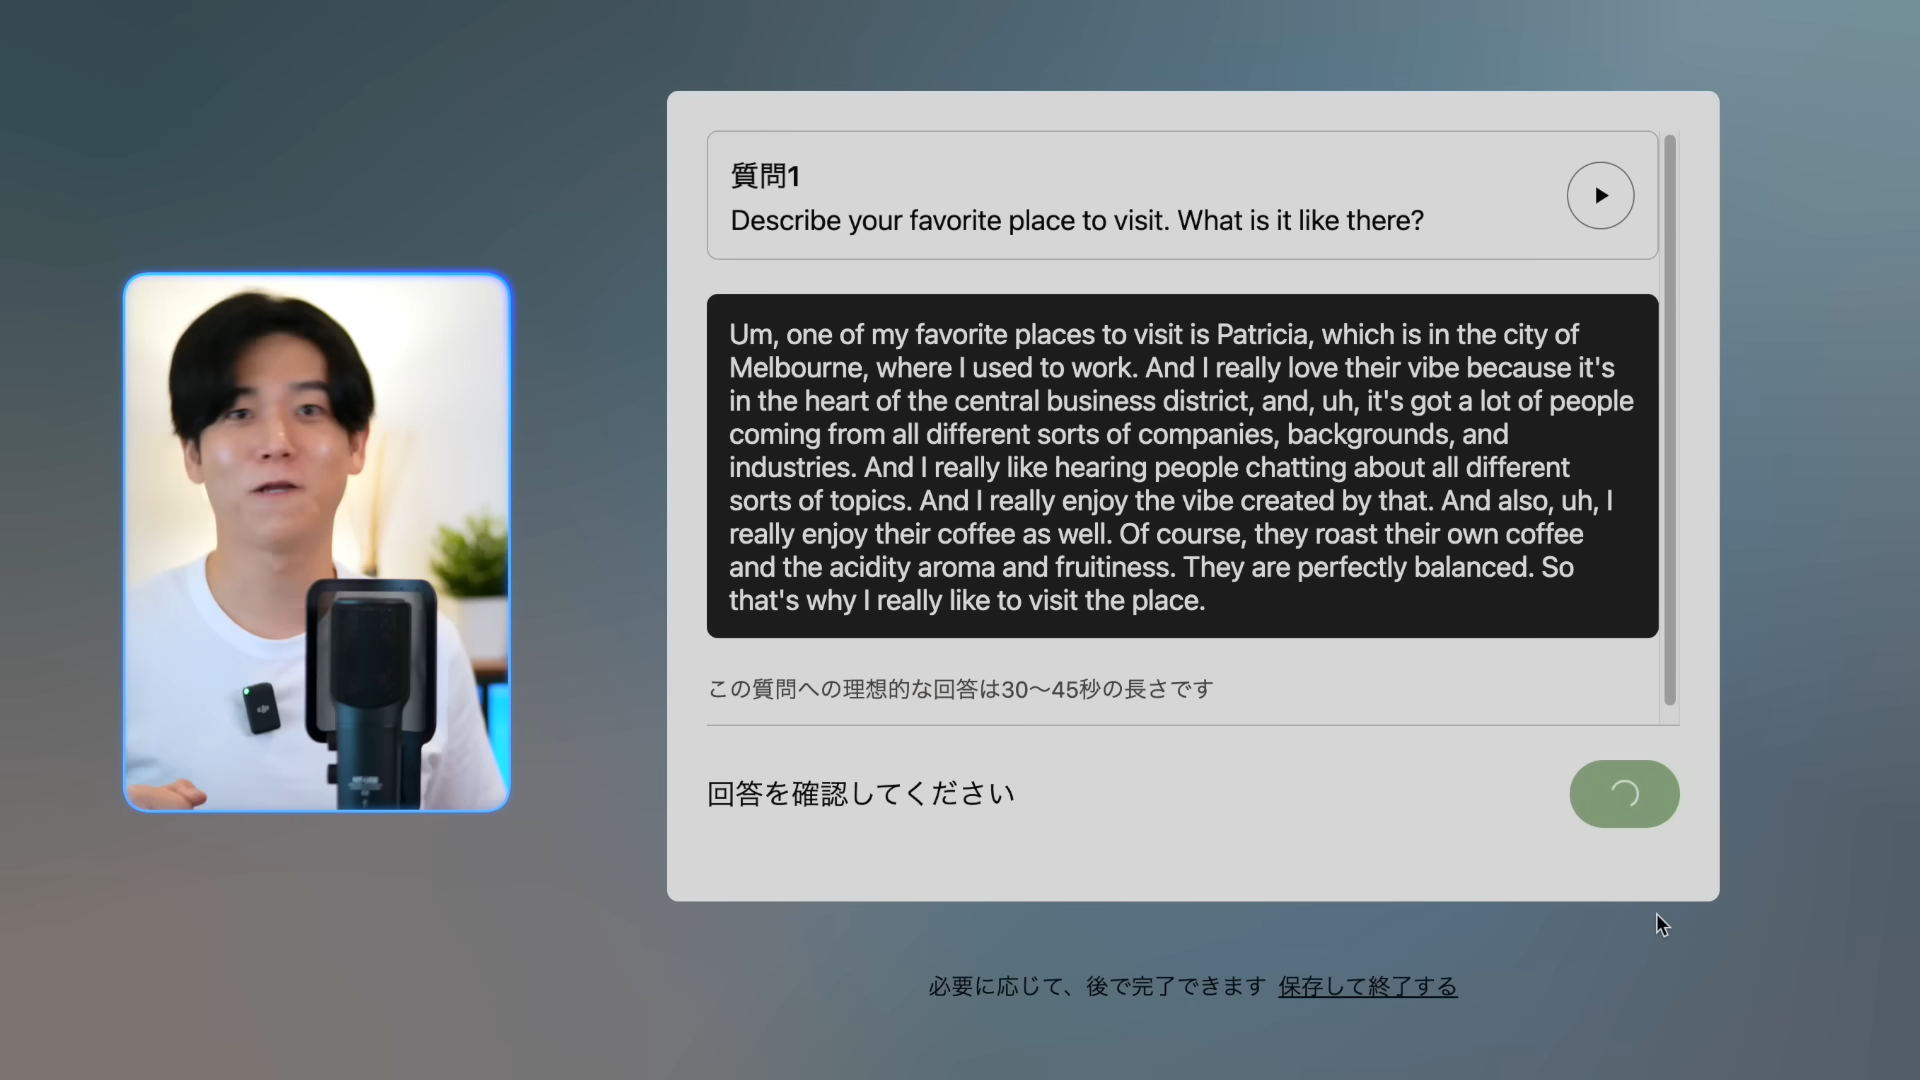 質問1
Describe your favorite place to visit. What is it like there?
Um, one of my favorite places to visit is Patricia, which is in the city of
Melbourne, where I used to work. And I really love their vibe because it's
in the heart of the central business district, and, uh, it's got a lot of people
coming from all different sorts of companies, backgrounds, and
industries. And I really like hearing people chatting about all different
sorts of topics. And I really enjoy the vibe created by that. And also, uh, I
really enjoy their coffee as well. Of course, they roast their own coffee
and the acidity aroma and fruitiness. They are perfectly balanced. So
that's why I really like to visit the place.
この質問への理想的な回答は30〜45秒の長さです
回答を確認してください
必要に応じて、後で完了できます 保存して終了する